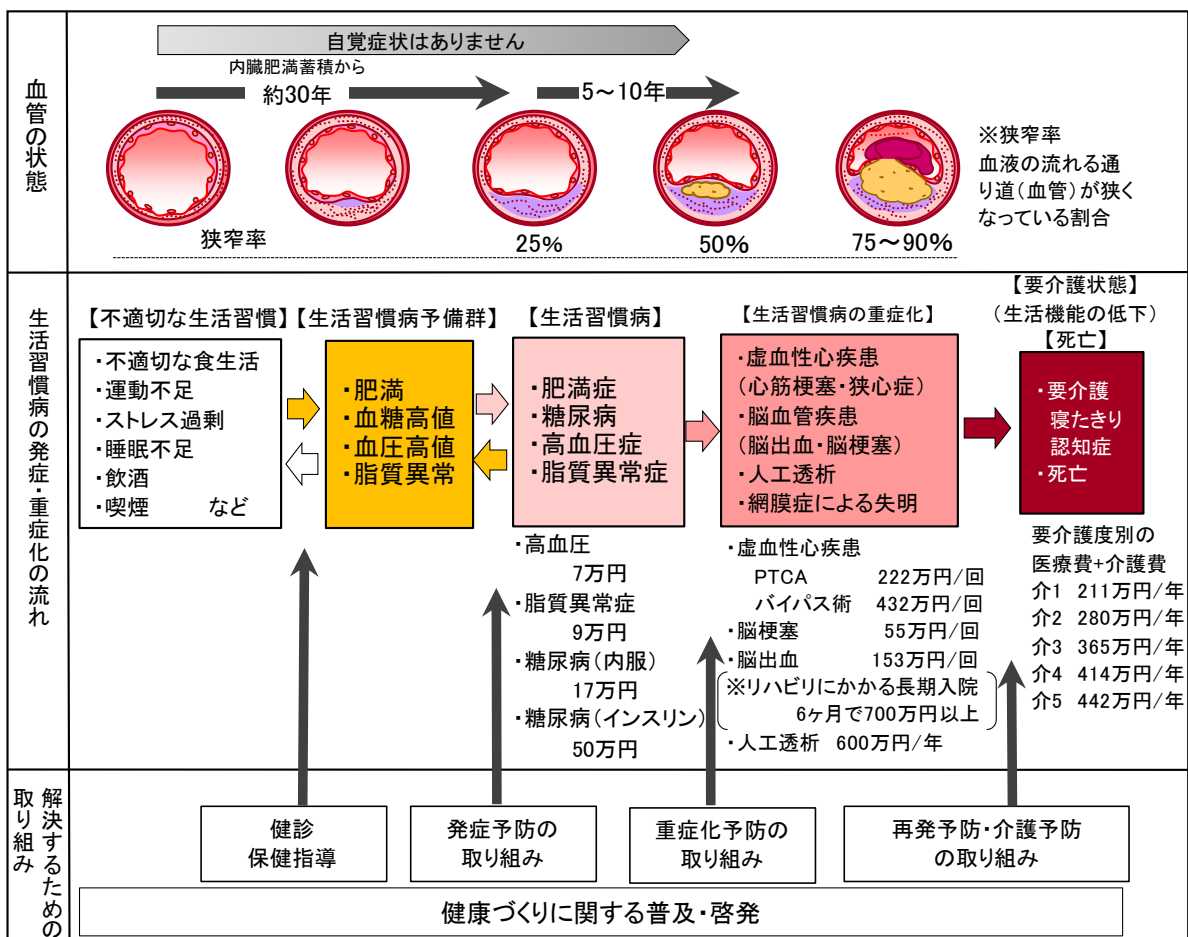 血管の状態
自覚症状はありません
内臓肥満蓄積から
約30年
5～10年
※狭窄率
血液の流れる通
り道(血管)が狭く
なっている割合
狭窄率
25%
50%
75～90%
生活習慣病の発症・重症化の流れ
【不適切な生活習慣】
・不適切な食生活
・運動不足
・ストレス過剰
・睡眠不足
・飲酒
・喫煙 など
【生活習慣病予備群】
・肥満
・血糖高値
・血圧高値
・脂質異常
【生活習慣病】
・肥満症
・糖尿病
・高血圧症
・脂質異常症
・高血圧
7万円
・脂質異常症
9万円
・糖尿病(内服)
17万円
・糖尿病(インスリン)
50万円
【生活習慣病の重症化】
・虚血性心疾患
(心筋梗塞・狭心症)
・脳血管疾患
(脳出血・脳梗塞)
・人工透析
・網膜症による失明
・虚血性心疾患
PTCA 222万円/回
バイパス術 432万円/回
・脳梗塞 55万円/回
・脳出血 153万円/回
※リハビリにかかる長期入院
6ヶ月で700万円以上
・人工透析 600万円/年
【要介護状態】
(生活機能の低下)
【死亡】
・要介護
寝たきり
認知症
・死亡
要介護度別の
医療費+介護費
介1 211万円/年
介2 280万円/年
介3 365万円/年
介4 414万円/年
介5 442万円/年
解決するための
取り組み
健診
保健指導
発症予防の
取り組み
重症化予防の
取り組み
再発予防・介護予防
の取り組み
健康づくりに関する普及・啓発